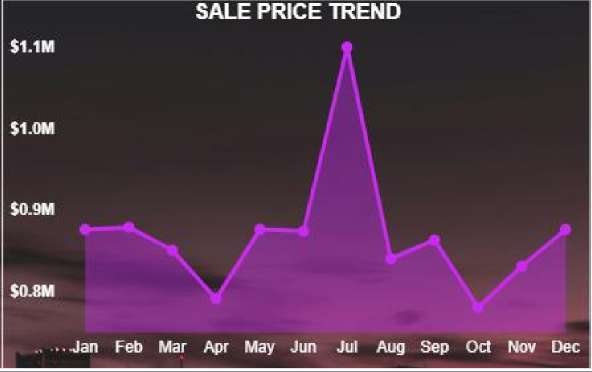 SALE PRICE TREND
$1.1M
$1.0M
$0.9M
$0.8M
Jan Feb Mar Apr May Jun Jul Aug Sep Oct Nov Dec